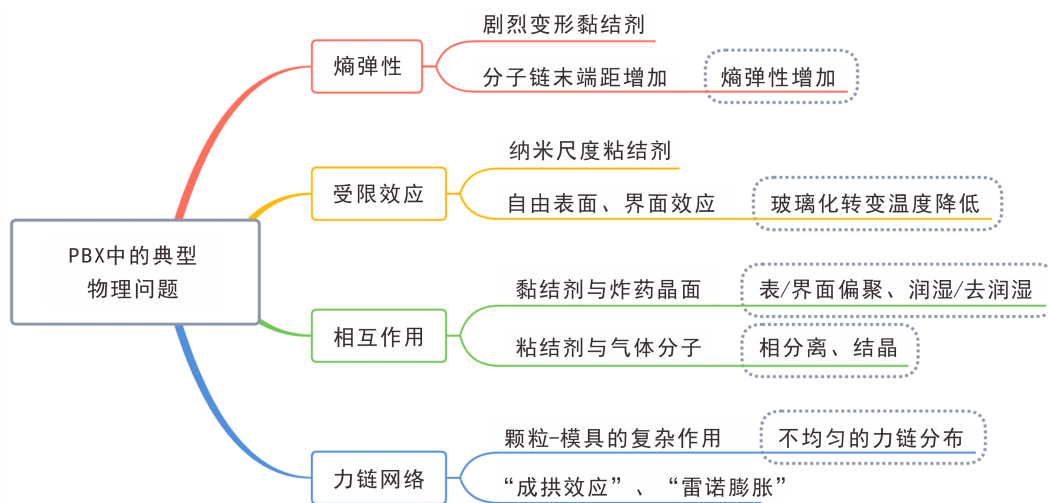 PBX中的典型
物理问题
熵弹性
剧烈变形黏结剂
分子链末端距增加 熵弹性增加
受限效应
纳米尺度粘结剂
自由表面、界面效应 玻璃化转变温度降低
相互作用
黏结剂与炸药晶面 表/界面偏聚、润湿/去润湿
粘结剂与气体分子 相分离、结晶
力链网络
颗粒-模具的复杂作用 不均匀的力链分布
“成拱效应”、“雷诺膨胀”